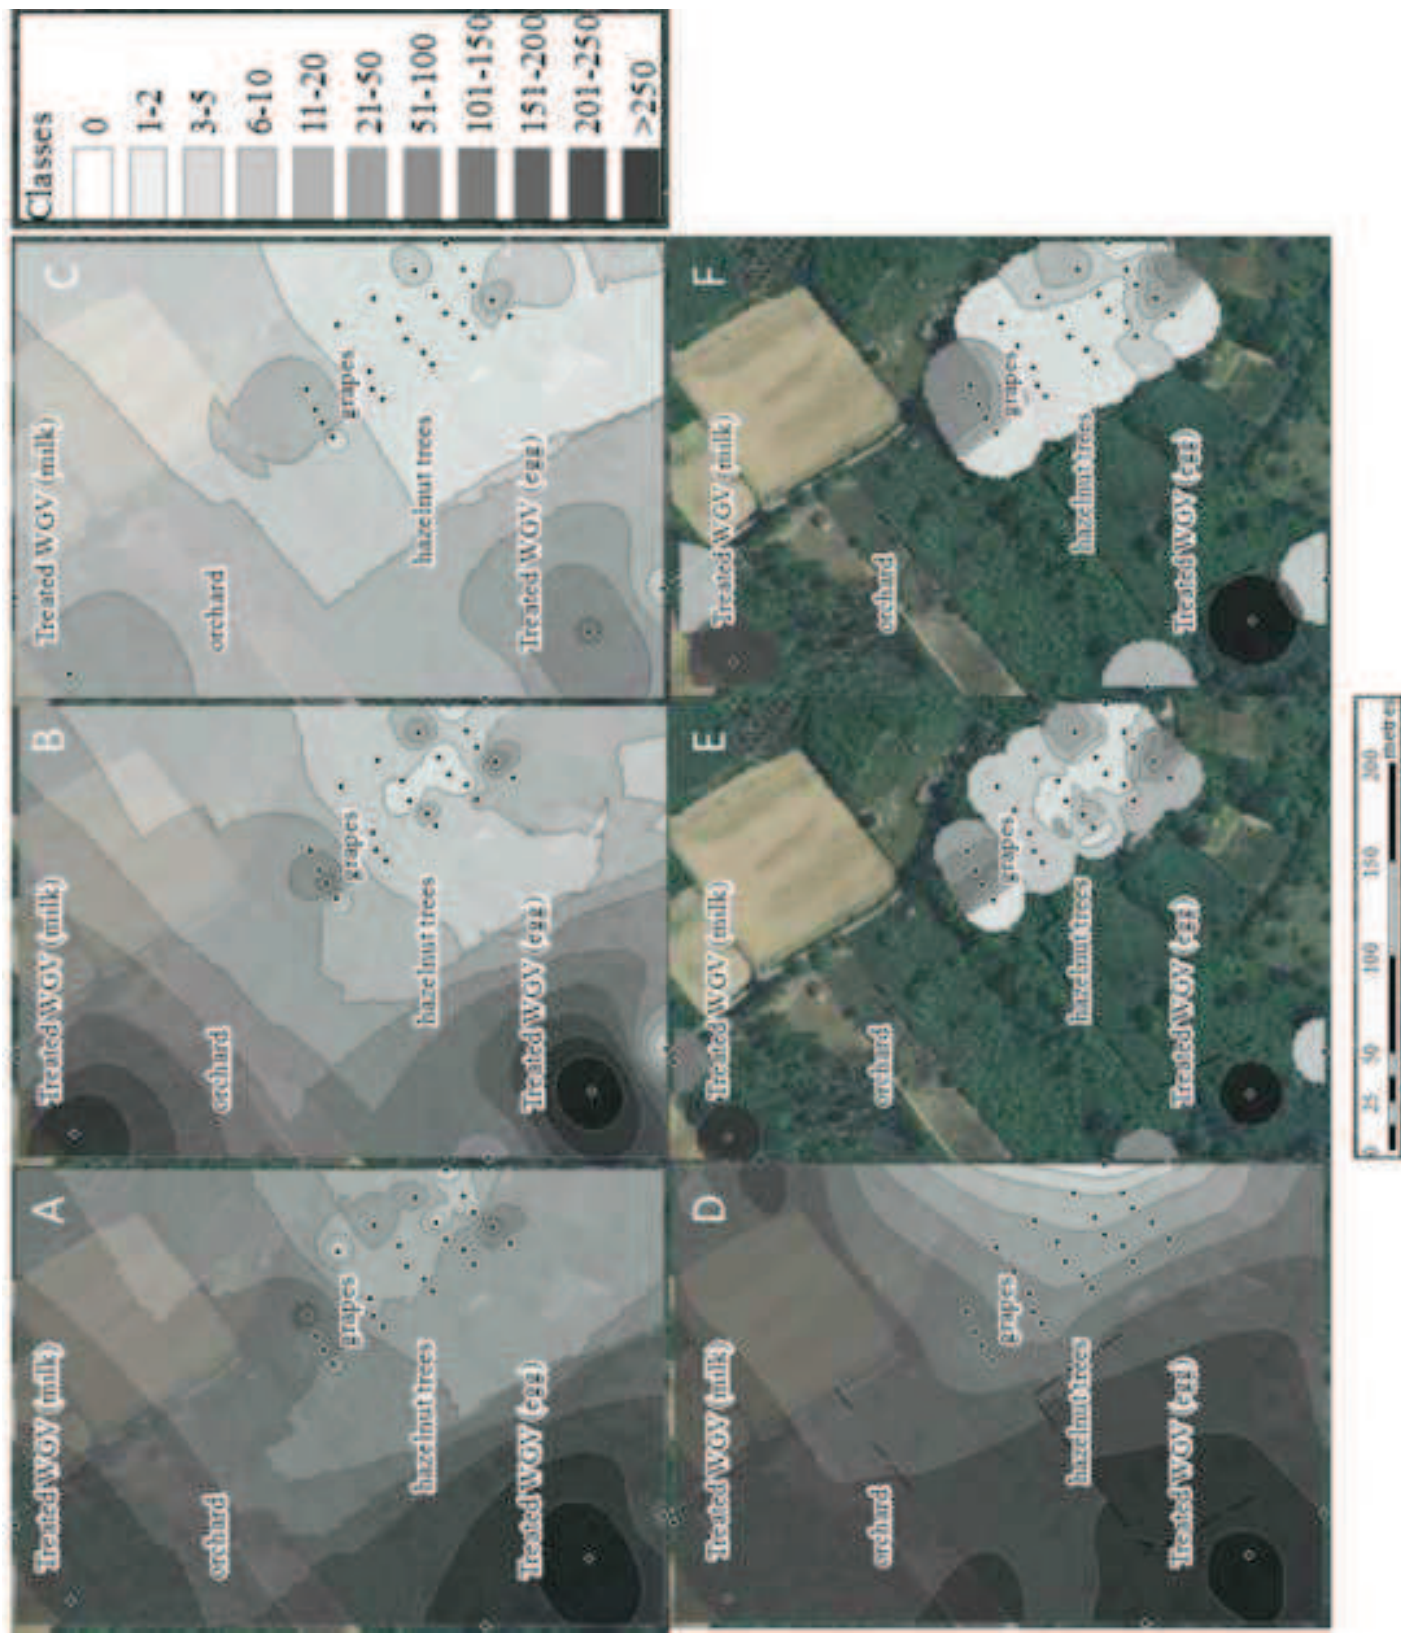 Classes
0
1-2
3-5
6-10
11-20
21-50
51-100
101-150
151-200
201-250
>250
A
Treated WGV (milk)
orchard
grapes
hazelnut trees
Treated WGV (egg)
B
Treated WGV (milk)
orchard
grapes
hazelnut trees
Treated WGV (egg)
C
Treated WGV (milk)
orchard
grapes
hazelnut trees
Treated WGV (egg)
D
Treated WGV (milk)
orchard
grapes
hazelnut trees
Treated WGV (egg)
E
Treated WGV (milk)
orchard
grapes
hazelnut trees
Treated WGV (egg)
F
Treated WGV (milk)
orchard
grapes
hazelnut trees
Treated WGV (egg)
0 25 50 100 150 200
metres